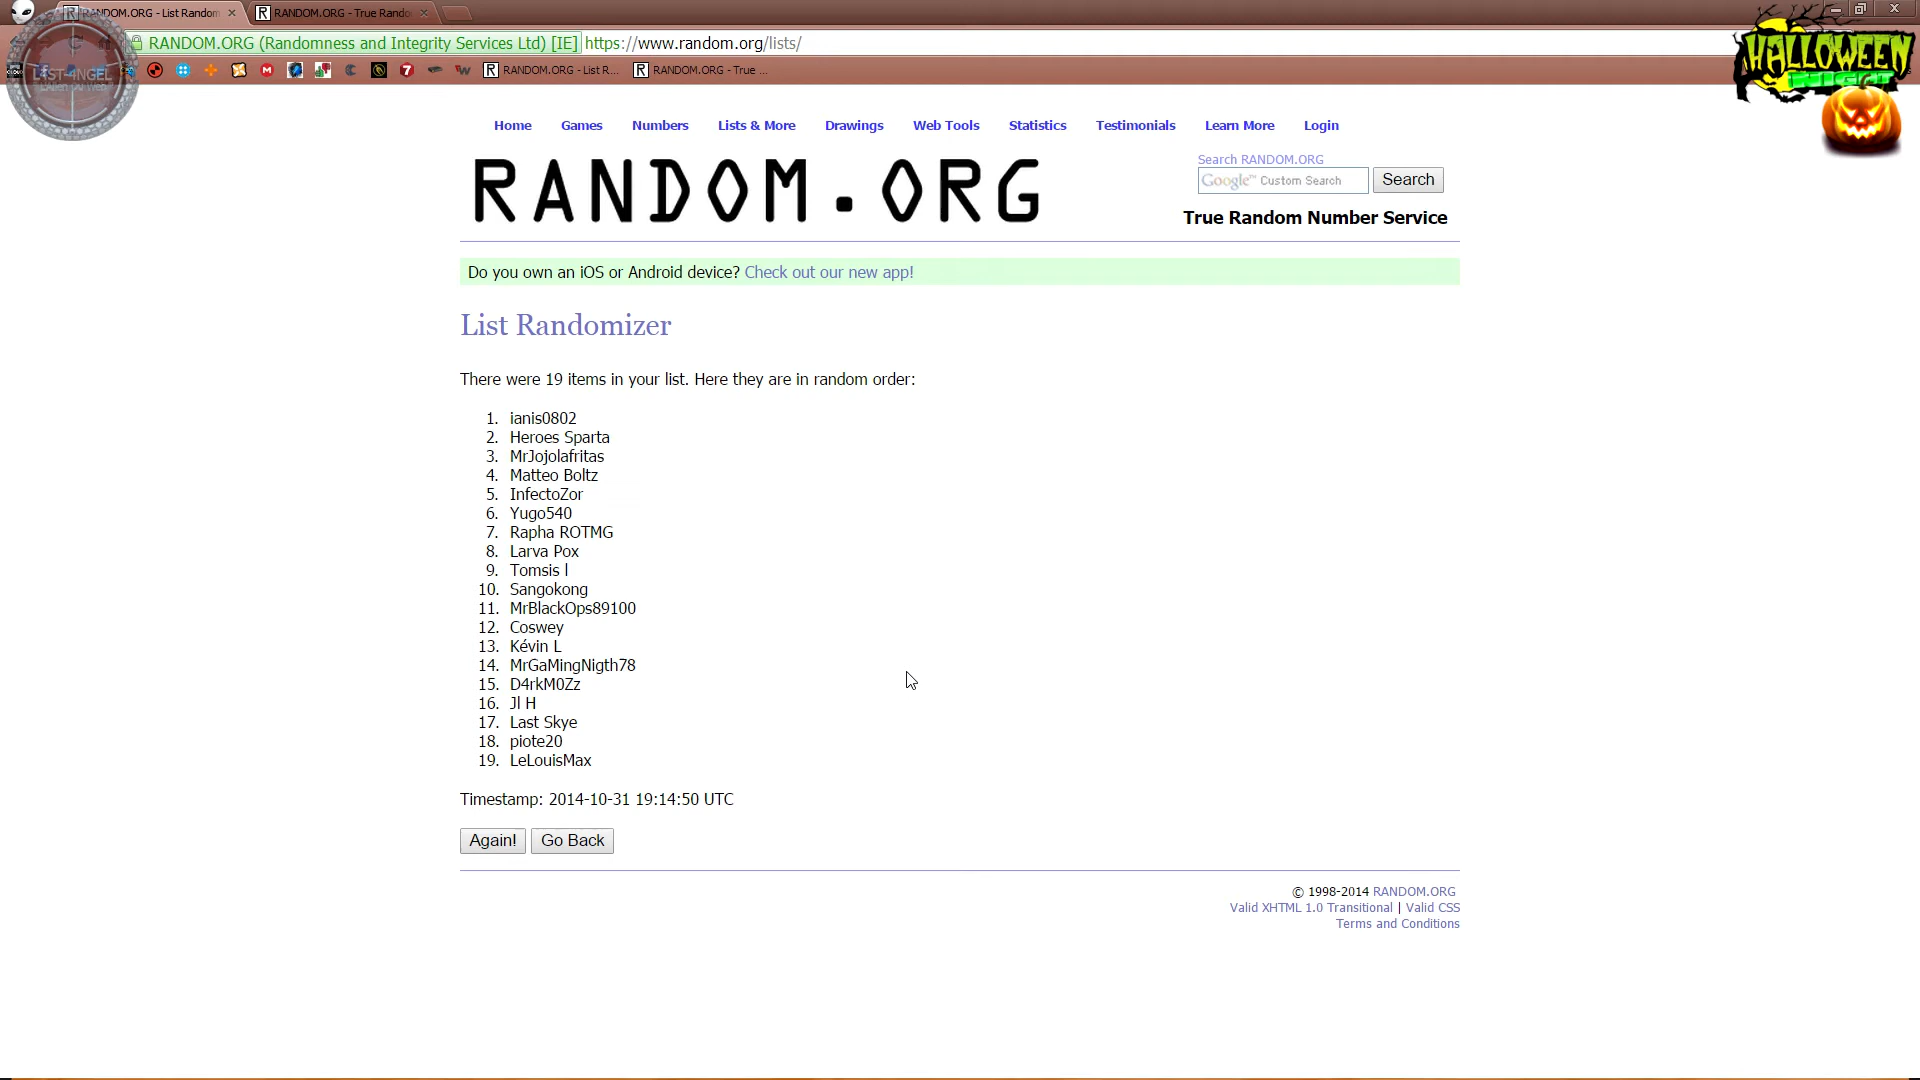 RANDOM.ORG - List Random
RANDOM.ORG - True Rando
RANDOM.ORG (Randomness and Integrity Services Ltd) [IE] https://www.random.org/lists/
RANDOM.ORG - List R...
RANDOM.ORG - True ...
HALLOWEEN
NIGHT
Home Games Numbers Lists & More Drawings Web Tools Statistics Testimonials Learn More Login
RANDOM.ORG
Search RANDOM.ORG
Google™ Custom Search Search
True Random Number Service
Do you own an iOS or Android device? Check out our new app!
List Randomizer
There were 19 items in your list. Here they are in random order:
1. ianis0802
2. Heroes Sparta
3. MrJojolafritas
4. Matteo Boltz
5. InfectoZor
6. Yugo540
7. Rapha ROTMG
8. Larva Pox
9. Tomsis l
10. Sangokong
11. MrBlackOps89100
12. Coswey
13. Kévin L
14. MrGaMingNigth78
15. D4rkM0Zz
16. Jl H
17. Last Skye
18. piote20
19. LeLouisMax
Timestamp: 2014-10-31 19:14:50 UTC
Again! Go Back
© 1998-2014 RANDOM.ORG
Valid XHTML 1.0 Transitional | Valid CSS
Terms and Conditions